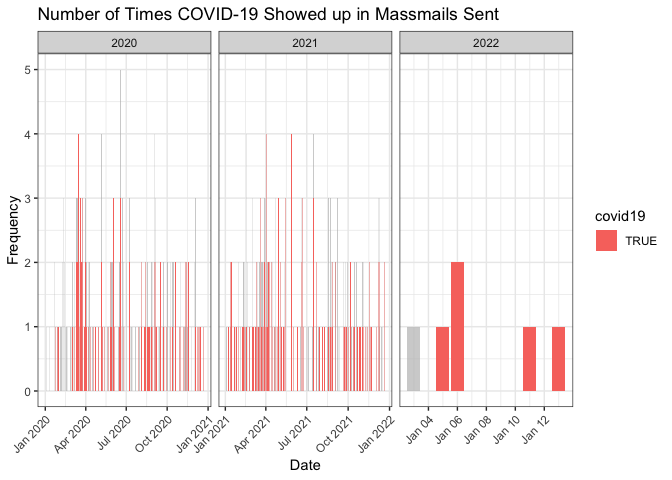 Number of Times COVID-19 Showed up in Massmails Sent
2020 2021 2022
5
4
3
2
1
0
Frequency
Jan 2020 Apr 2020 Jul 2020 Oct 2020 Jan 2021 Jan 2021 Apr 2021 Jul 2021 Oct 2021 Jan 2022 Jan 04 Jan 06 Jan 08 Jan 10 Jan 12
Date
covid19
TRUE